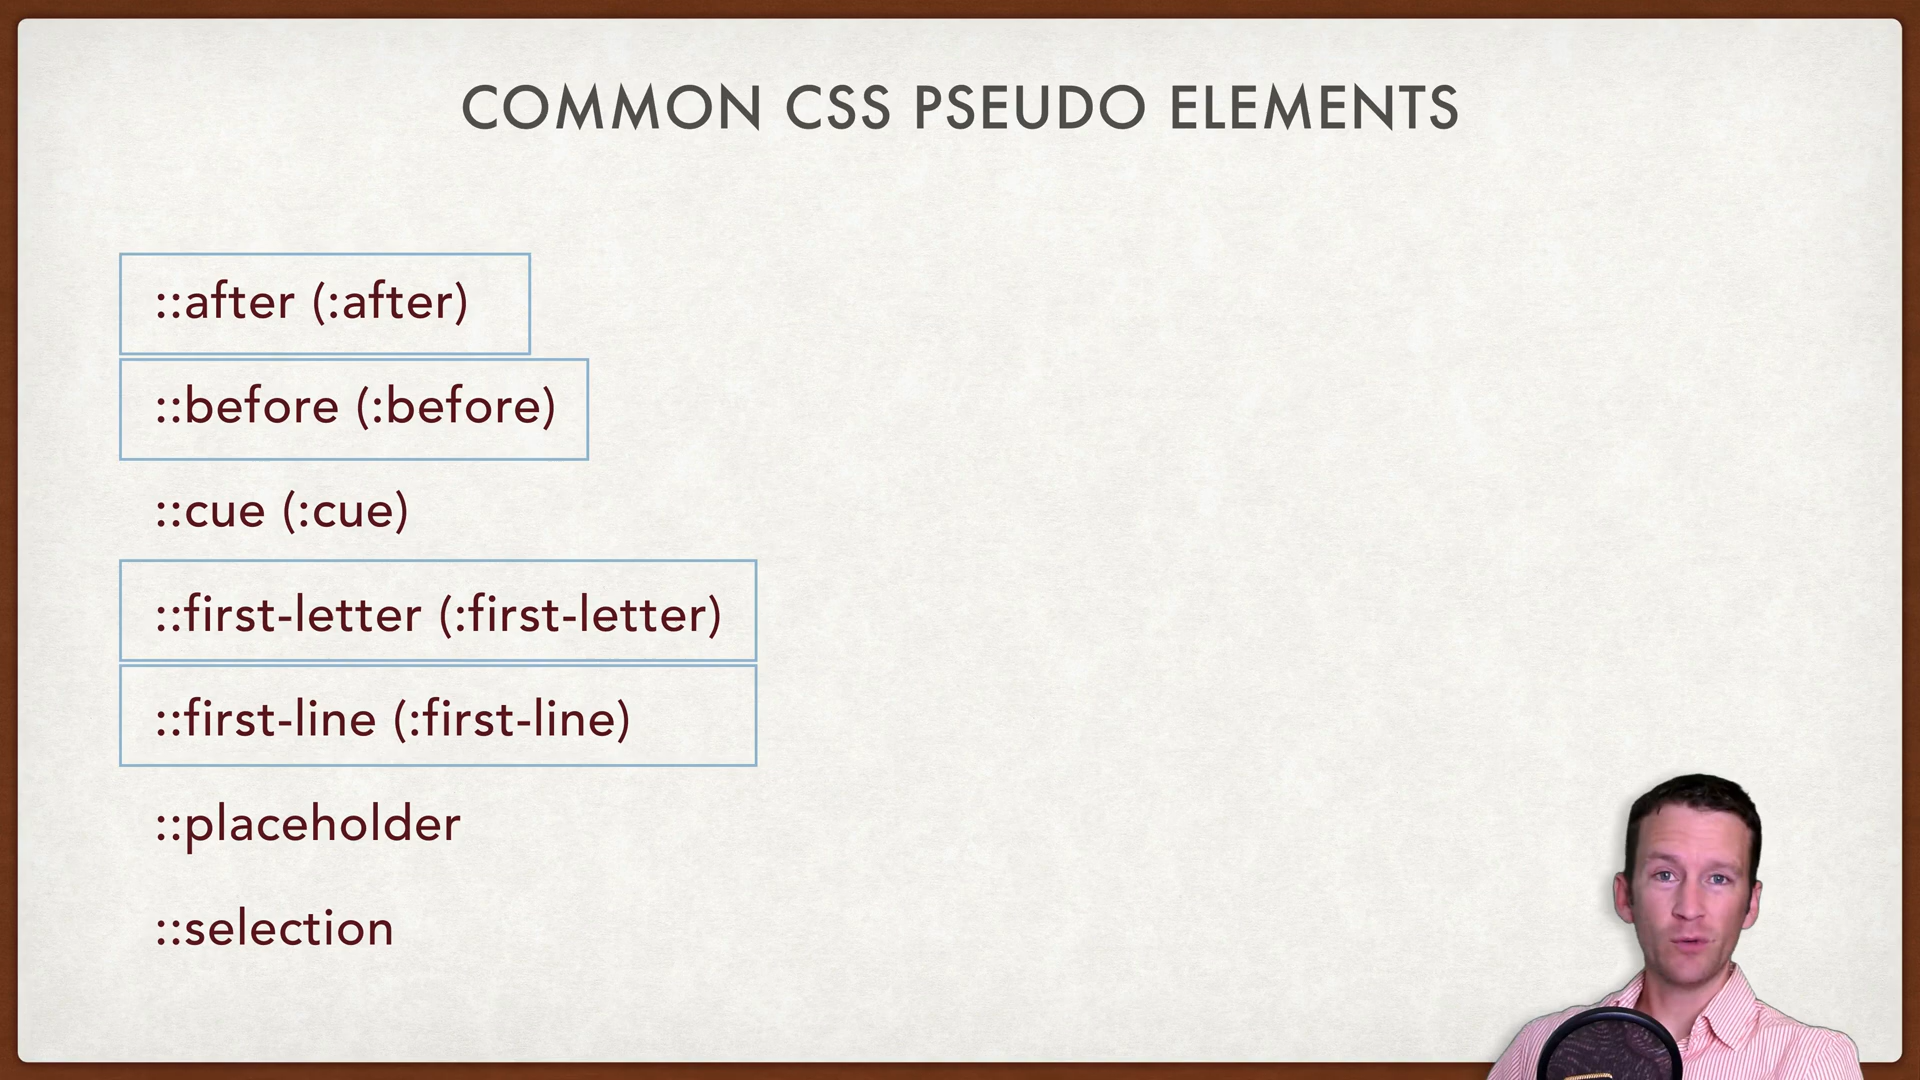 COMMON CSS PSEUDO ELEMENTS
::after (:after)
::before (:before)
::cue (:cue)
::first-letter (:first-letter)
::first-line (:first-line)
::placeholder
::selection